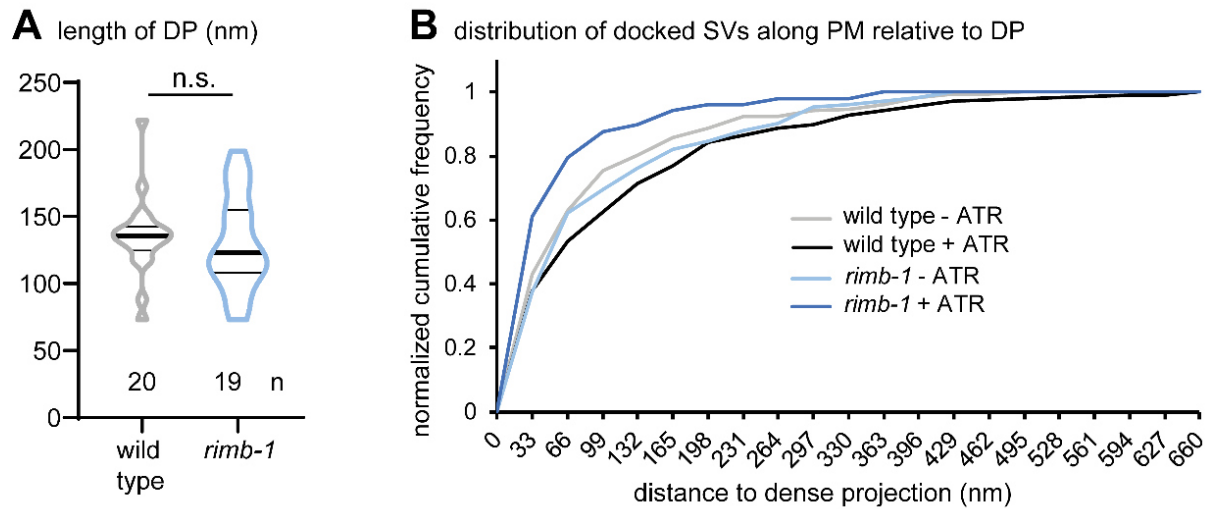 A length of DP (nm)
250
200
150
100
50
0
n.s.
20 19 n
wild
type
rimb-1
B distribution of docked SVs along PM relative to DP
normalized cumulative frequency
1
0.8
0.6
0.4
0.2
0
wild type - ATR
wild type + ATR
rimb-1 - ATR
rimb-1 + ATR
0 33 66 99 132 165 198 231 264 297 330 363 396 429 462 495 528 561 594 627 660
distance to dense projection (nm)